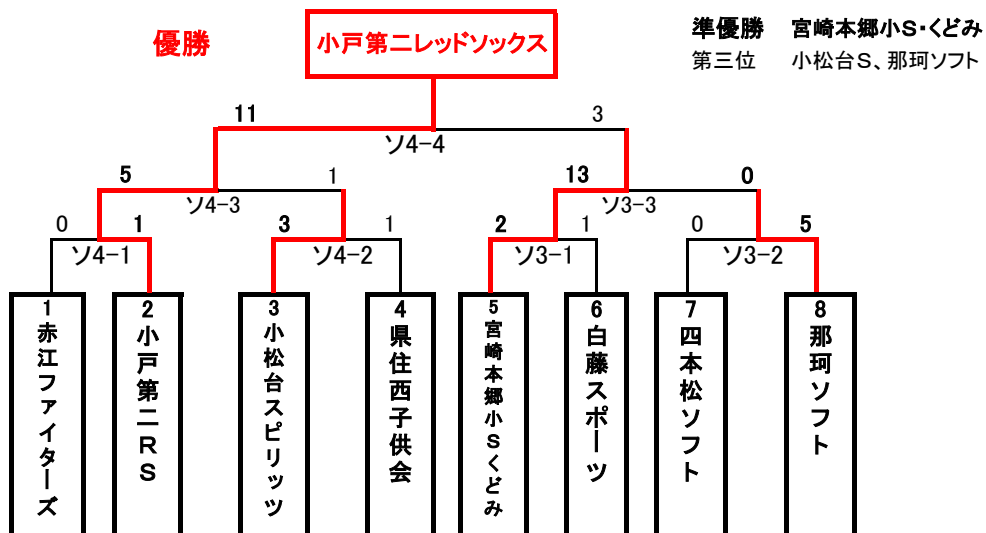 優勝
小戸第二レッドソックス
準優勝 宮崎本郷小S・くどみ
第三位 小松台S、那珂ソフト
11
3
ソ4-4
5
1
13
0
ソ4-3
ソ3-3
0
1
3
1
2
1
0
5
ソ4-1
ソ4-2
ソ3-1
ソ3-2
1 赤江ファイターズ
2 小戸第二RS
3 小松台スピリッツ
4 県住西子供会
5 宮崎本郷小Sくどみ
6 白藤スポーツ
7 四本松ソフト
8 那珂ソフト